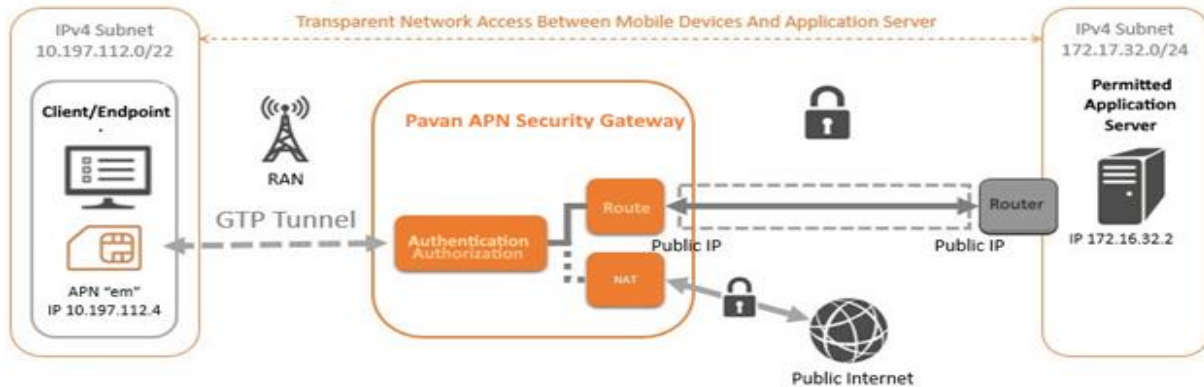 Transparent Network Access Between Mobile Devices And Application Server
IPv4 Subnet
10.197.112.0/22
Client/Endpoint
.
APN "em"
IP 10.197.112.4
RAN
GTP Tunnel
Pavan APN Security Gateway
Authentication
Authorization
Route
Public IP
NAT
Public Internet
Public IP
Router
IPv4 Subnet
172.17.32.0/24
Permitted
Application
Server
IP 172.16.32.2